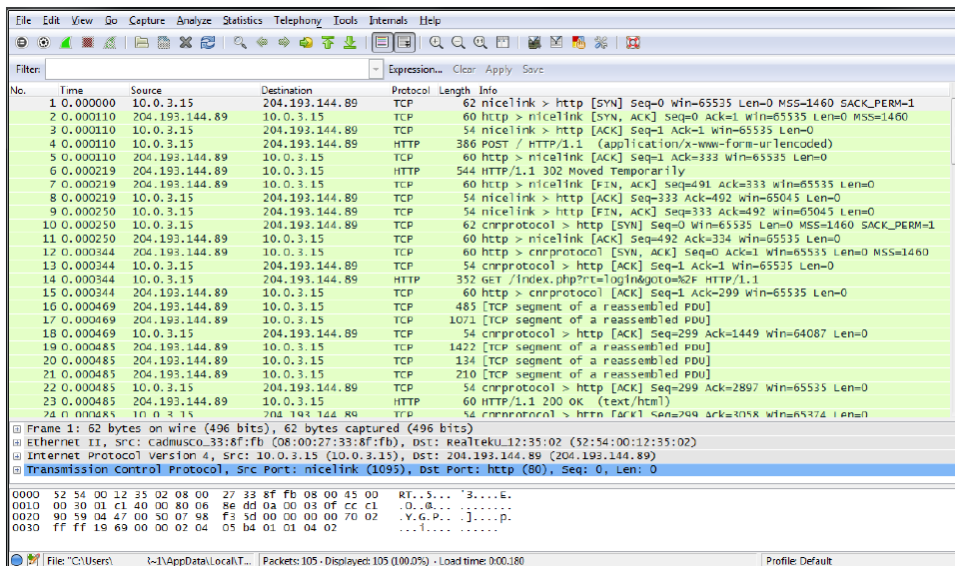 File Edit View Go Capture Analyze Statistics Telephony Tools Internals Help
Filter: Expression... Clear Apply Save
No. Time Source Destination Protocol Length Info
1 0.000000 10.0.3.15 204.193.144.89 TCP 62 nicelink > http [SYN] Seq=0 Win=65535 Len=0 MSS=1460 SACK_PERM=1
2 0.000110 204.193.144.89 10.0.3.15 TCP 60 http > nicelink [SYN, ACK] Seq=0 Ack=1 Win=65535 Len=0 MSS=1460
3 0.000110 10.0.3.15 204.193.144.89 TCP 54 nicelink > http [ACK] Seq=1 Ack=1 Win=65535 Len=0
4 0.000110 10.0.3.15 204.193.144.89 HTTP 386 POST / HTTP/1.1 (application/x-www-form-urlencoded)
5 0.000219 204.193.144.89 10.0.3.15 TCP 60 http > nicelink [ACK] Seq=1 Ack=333 Win=65535 Len=0
6 0.000219 204.193.144.89 10.0.3.15 HTTP 544 HTTP/1.1 302 Moved Temporarily
7 0.000219 204.193.144.89 10.0.3.15 TCP 60 http > nicelink [FIN, ACK] Seq=491 Ack=333 Win=65535 Len=0
8 0.000219 10.0.3.15 204.193.144.89 TCP 54 nicelink > http [ACK] Seq=333 Ack=492 Win=65045 Len=0
9 0.000250 10.0.3.15 204.193.144.89 TCP 54 nicelink > http [FIN, ACK] Seq=333 Ack=492 Win=65045 Len=0
10 0.000250 10.0.3.15 204.193.144.89 TCP 62 cnrprotocol > http [SYN] Seq=0 Win=65535 Len=0 MSS=1460 SACK_PERM=1
11 0.000250 204.193.144.89 10.0.3.15 TCP 60 http > nicelink [ACK] Seq=492 Ack=334 Win=65535 Len=0
12 0.000344 204.193.144.89 10.0.3.15 TCP 60 http > cnrprotocol [SYN, ACK] Seq=0 Ack=1 Win=65535 Len=0 MSS=1460
13 0.000344 10.0.3.15 204.193.144.89 TCP 54 cnrprotocol > http [ACK] Seq=1 Ack=1 Win=65535 Len=0
14 0.000344 10.0.3.15 204.193.144.89 HTTP 352 GET /index.php?rt=login&goto=%2F HTTP/1.1
15 0.000344 204.193.144.89 10.0.3.15 TCP 60 http > cnrprotocol [ACK] Seq=1 Ack=299 Win=65535 Len=0
16 0.000469 204.193.144.89 10.0.3.15 TCP 485 [TCP segment of a reassembled PDU]
17 0.000469 204.193.144.89 10.0.3.15 TCP 1071 [TCP segment of a reassembled PDU]
18 0.000469 10.0.3.15 204.193.144.89 TCP 54 cnrprotocol > http [ACK] Seq=299 Ack=1449 Win=64087 Len=0
19 0.000485 204.193.144.89 10.0.3.15 TCP 1422 [TCP segment of a reassembled PDU]
20 0.000485 204.193.144.89 10.0.3.15 TCP 134 [TCP segment of a reassembled PDU]
21 0.000485 204.193.144.89 10.0.3.15 TCP 210 [TCP segment of a reassembled PDU]
22 0.000485 10.0.3.15 204.193.144.89 TCP 54 cnrprotocol > http [ACK] Seq=299 Ack=2897 Win=65535 Len=0
23 0.000485 204.193.144.89 10.0.3.15 HTTP 60 HTTP/1.1 200 OK (text/html)
24 0.000485 10.0.3.15 204.193.144.89 TCP 54 cnrprotocol > http [ACK] Seq=299 Ack=3058 Win=65374 Len=0
Frame 1: 62 bytes on wire (496 bits), 62 bytes captured (496 bits)
Ethernet II, Src: CadmusCo_33:8f:fb (08:00:27:33:8f:fb), Dst: RealtekU_12:35:02 (52:54:00:12:35:02)
Internet Protocol Version 4, Src: 10.0.3.15 (10.0.3.15), Dst: 204.193.144.89 (204.193.144.89)
Transmission Control Protocol, Src Port: nicelink (1095), Dst Port: http (80), Seq: 0, Len: 0
0000 52 54 00 12 35 02 08 00 27 33 8f fb 08 00 45 00 RT..5... '3....E.
0010 00 30 01 c1 40 00 80 06 8e dd 0a 00 03 0f cc c1 .0..@... ........
0020 90 59 04 47 00 50 07 98 f3 5d 00 00 00 00 70 02 .Y.G.P.. .]....p.
0030 ff ff 19 69 00 00 02 04 05 b4 01 01 04 02 ...i.... ......
File: "C:\Users\ \~1\AppData\Local\T... Packets: 105 · Displayed: 105 (100.0%) · Load time: 0:00.180 Profile: Default